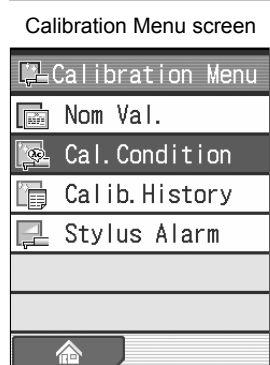 Calibration Menu screen
Calibration Menu
Nom Val.
Cal.Condition
Calib.History
Stylus Alarm